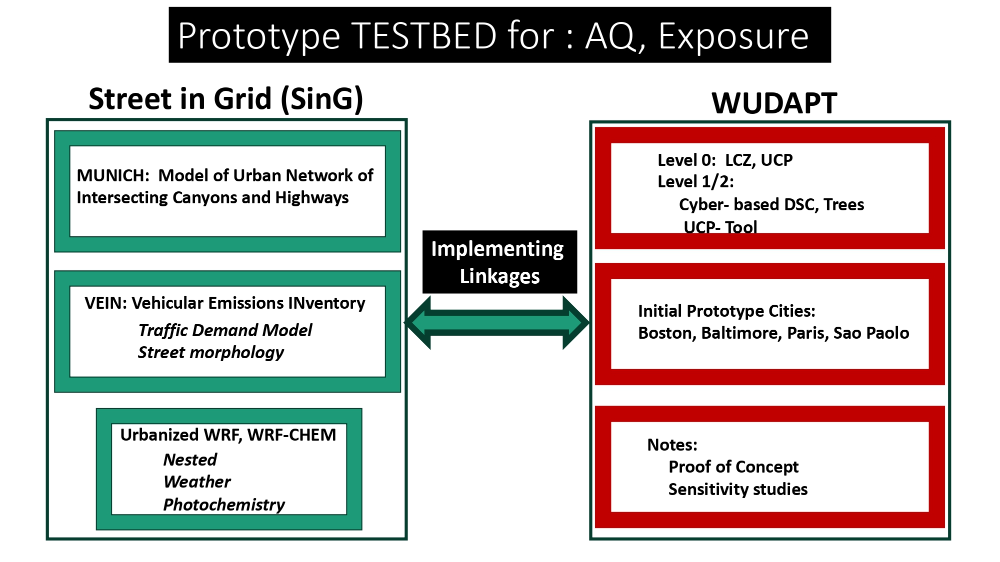 Prototype TESTBED for : AQ, Exposure
Street in Grid (SinG)
MUNICH: Model of Urban Network of
Intersecting Canyons and Highways
VEIN: Vehicular Emissions INventory
Traffic Demand Model
Street morphology
Urbanized WRF, WRF-CHEM
Nested
Weather
Photochemistry
Implementing
Linkages
WUDAPT
Level 0: LCZ, UCP
Level 1/2:
Cyber- based DSC, Trees
UCP- Tool
Initial Prototype Cities:
Boston, Baltimore, Paris, Sao Paolo
Notes:
Proof of Concept
Sensitivity studies